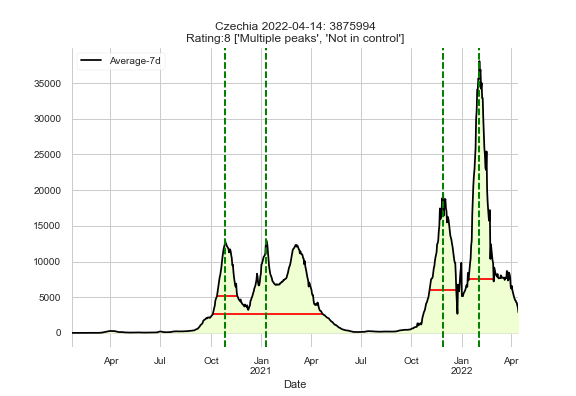 Czechia 2022-04-14: 3875994
Rating:8 ['Multiple peaks', 'Not in control']
Average-7d
35000
30000
25000
20000
15000
10000
5000
0
Apr Jul Oct Jan Apr Jul Oct Jan Apr
2021 2022
Date